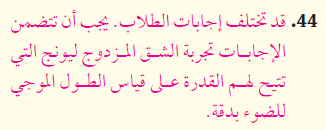 44. قد تختلف إجابات الطلاب. يجب أن تتضمن
الإجابات تجربة الشق المزدوج ليونج التي
تتيح لهم القدرة على قياس الطول الموجي
للضوء بدقة.